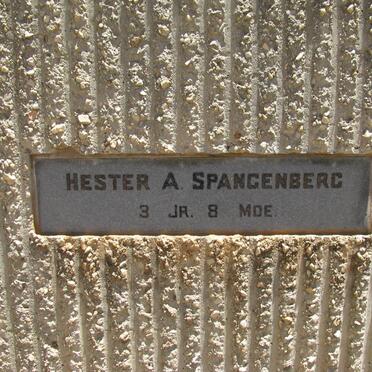 HESTER A. SPANGENBERG
3 JR. 8 MDE.